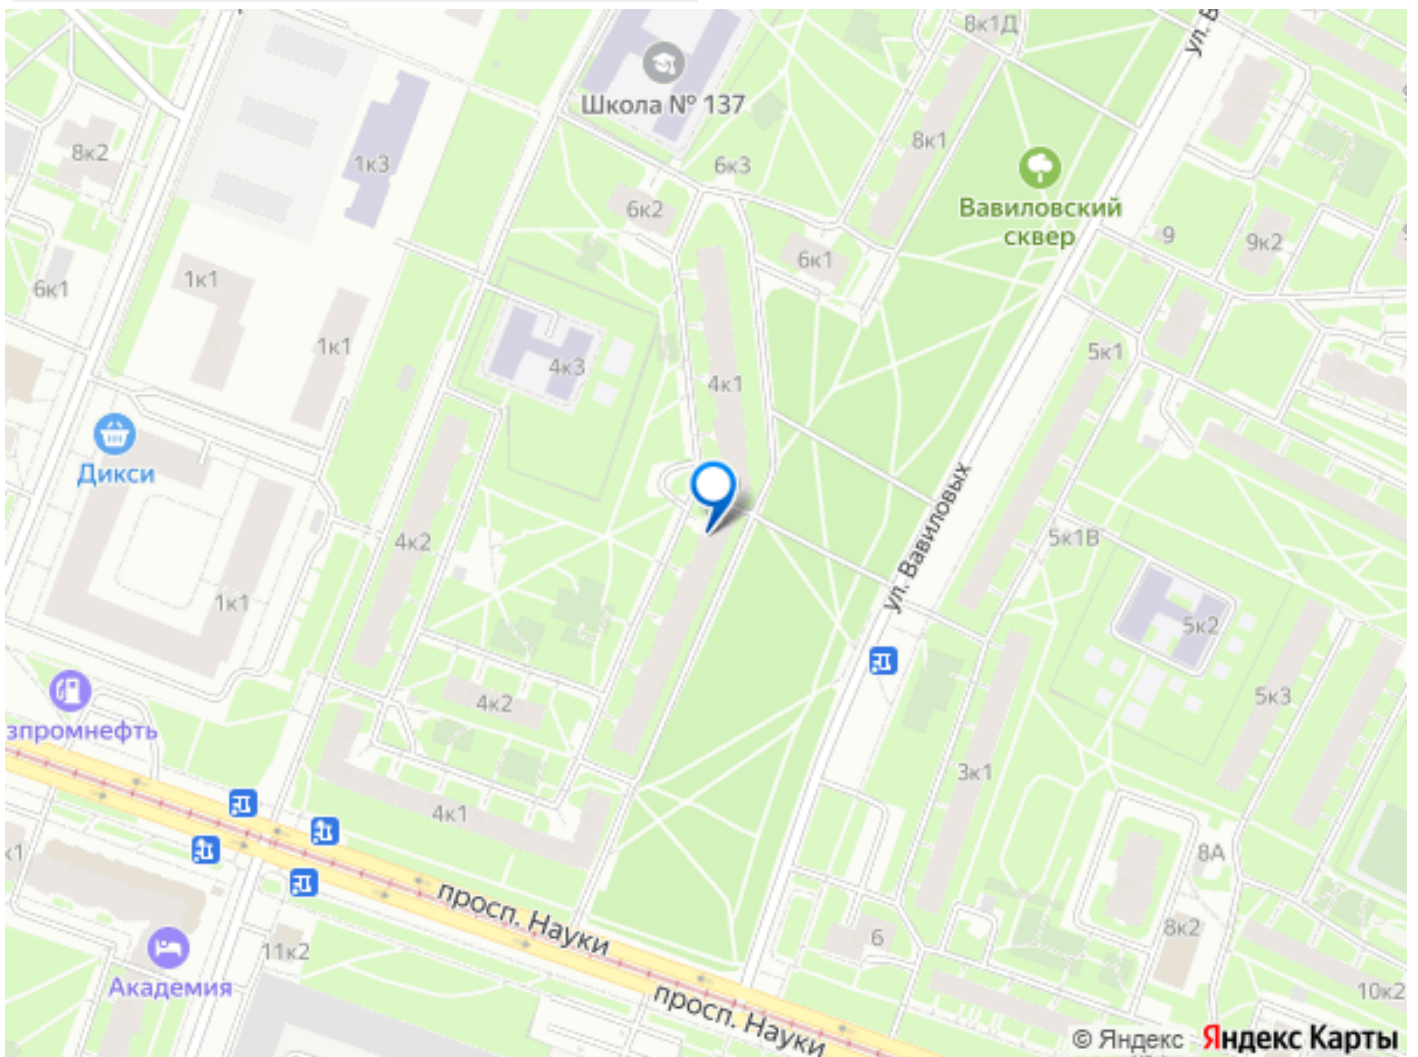 8к1Д
ул. В
Школа № 137
8к1
8к2
1к3
6к3
Вавиловский
сквер
6к2
9
9к2
6к1
1к1
6к1
1к1
5к1
4к3
4к1
Дикси
ул. Вавиловых
4к2
5к1В
1к1
5к2
4к2
5к3
зпромнефть
3к1
4к1
к1
8А
просп. Науки
6
8к2
11к2
Академия
10к2
просп. Науки
© Яндекс Яндекс Карты